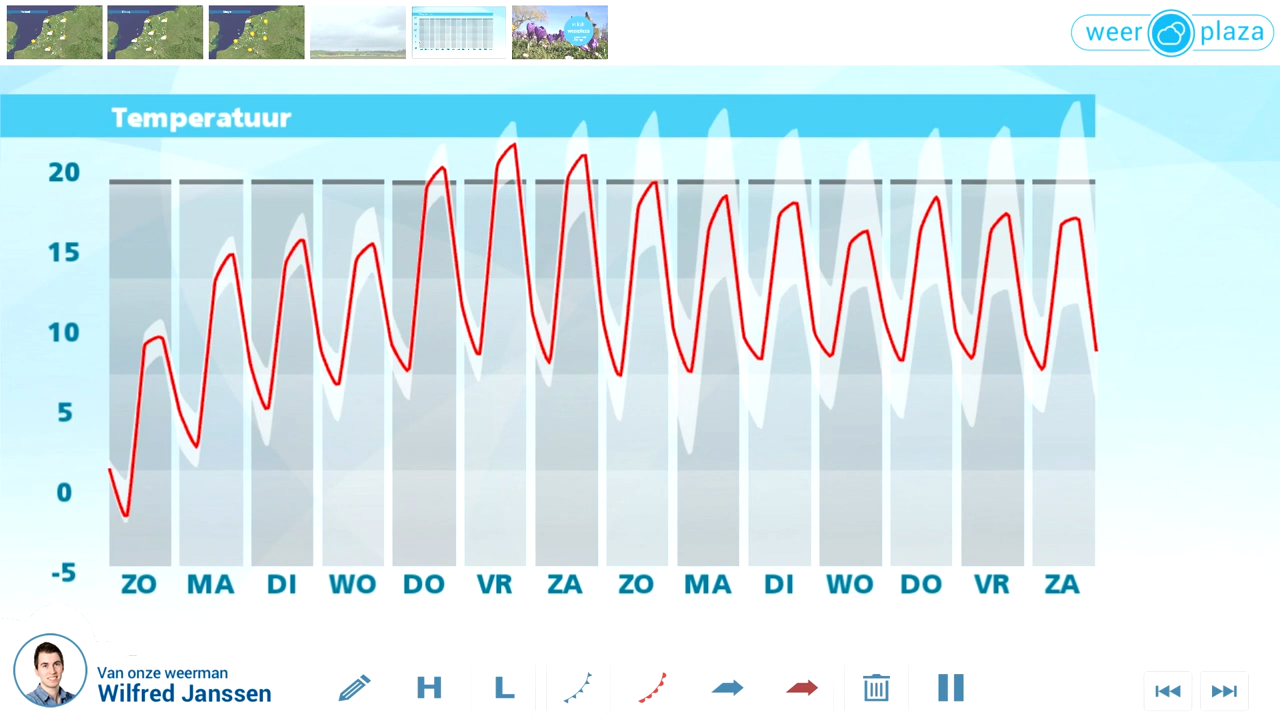 weer plaza
Temperatuur
20
15
10
5
0
-5
ZO MA DI WO DO VR ZA ZO MA DI WO DO VR ZA
Van onze weerman
Wilfred Janssen
H L